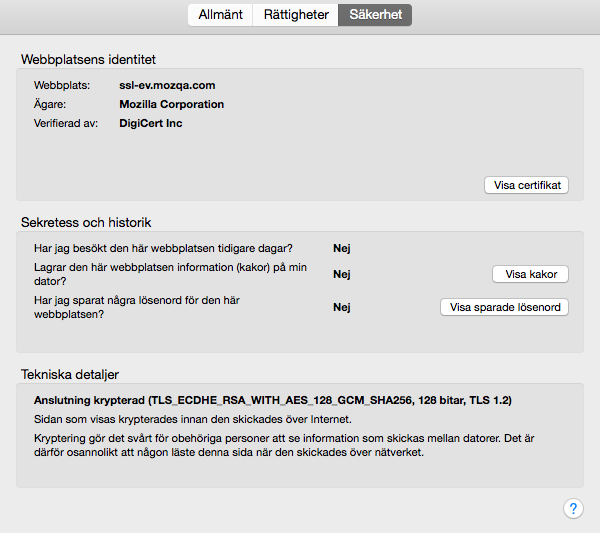 Allmänt Rättigheter Säkerhet
Webbplatsens identitet
Webbplats: ssl-ev.mozqa.com
Ägare: Mozilla Corporation
Verifierad av: DigiCert Inc
Visa certifikat
Sekretess och historik
Har jag besökt den här webbplatsen tidigare dagar? Nej
Lagrar den här webbplatsen information (kakor) på min
dator? Nej Visa kakor
Har jag sparat några lösenord för den här
webbplatsen? Nej Visa sparade lösenord
Tekniska detaljer
Anslutning krypterad (TLS_ECDHE_RSA_WITH_AES_128_GCM_SHA256, 128 bitar, TLS 1.2)
Sidan som visas krypterades innan den skickades över Internet.
Kryptering gör det svårt för obehöriga personer att se information som skickas mellan datorer. Det är
därför osannolikt att någon läste denna sida när den skickades över nätverket.
?